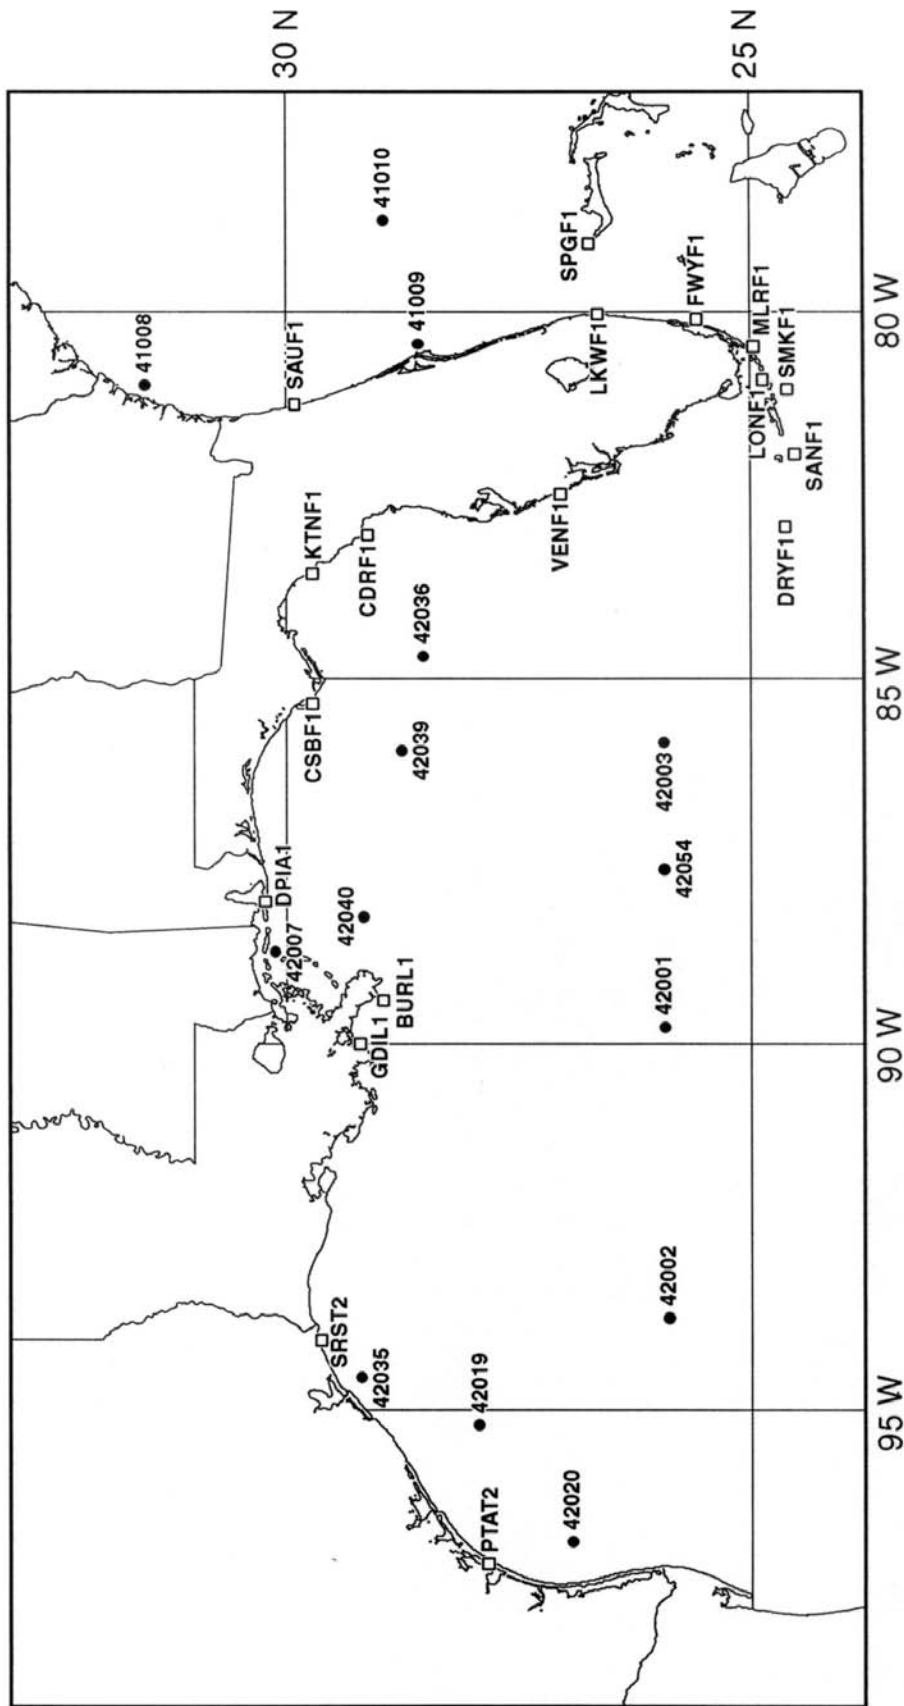 30 N
25 N
41010
41008
SPGF1
41009
FWYF1
80 W
SAUF1
LKWF1
MLRF1
SMKF1
LONF1
SANF1
KTNF1
VENF1
CDRF1
DRYF1
42036
85 W
CSBF1
42039
42003
DPIA1
42054
42040
42007
BURL1
42001
GDIL1
90 W
42002
SRST2
42035
42019
95 W
42020
PTAT2